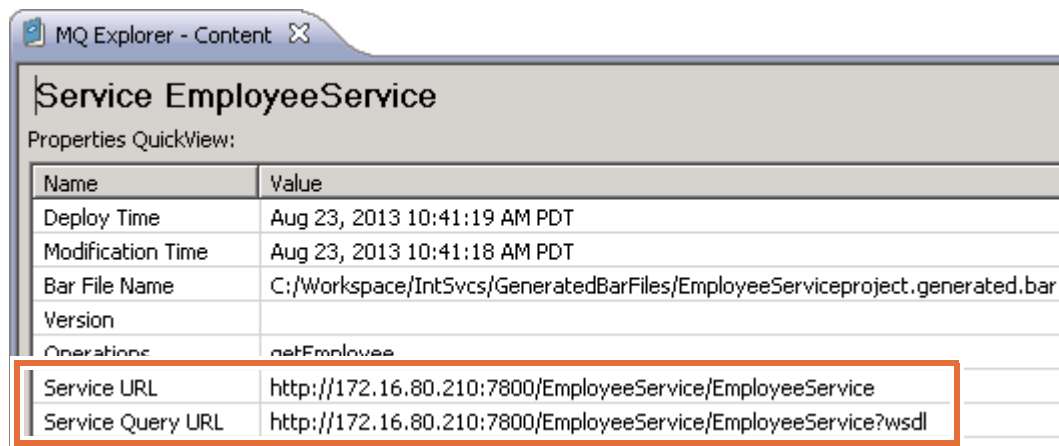 MQ Explorer - Content
Service EmployeeService
Properties QuickView:
Name Value
Deploy Time Aug 23, 2013 10:41:19 AM PDT
Modification Time Aug 23, 2013 10:41:18 AM PDT
Bar File Name C:/Workspace/IntSvcs/GeneratedBarFiles/EmployeeServiceproject.generated.bar
Version
Operations getEmployee
Service URL http://172.16.80.210:7800/EmployeeService/EmployeeService
Service Query URL http://172.16.80.210:7800/EmployeeService/EmployeeService?wsdl